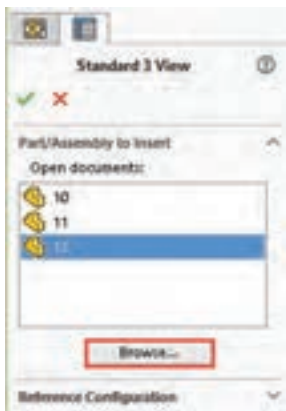 Standard 3 View
Part/Assembly to Insert
Open documents:
10
11
Browse...
Reference Configuration